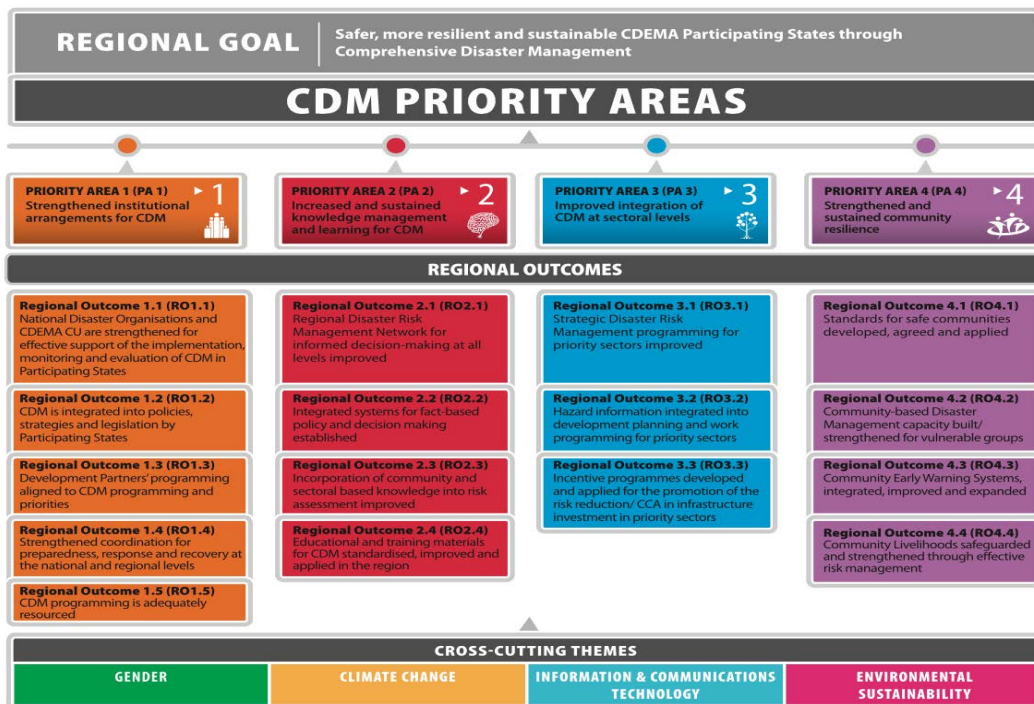 REGIONAL GOAL
Safer, more resilient and sustainable CDEMA Participating States through
Comprehensive Disaster Management
CDM PRIORITY AREAS
PRIORITY AREA 1 (PA 1)
Strengthened institutional
arrangements for CDM
1
PRIORITY AREA 2 (PA 2)
Increased and sustained
knowledge management
and learning for CDM
2
PRIORITY AREA 3 (PA 3)
Improved integration of
CDM at sectoral levels
3
PRIORITY AREA 4 (PA 4)
Strengthened and
sustained community
resilience
4
REGIONAL OUTCOMES
Regional Outcome 1.1 (RO1.1)
National Disaster Organisations and
CDEMA CU are strengthened for
effective support of the implementation,
monitoring and evaluation of CDM in
Participating States
Regional Outcome 1.2 (RO1.2)
CDM is integrated into policies,
strategies and legislation by
Participating States
Regional Outcome 1.3 (RO1.3)
Development Partners' programming
aligned to CDM programming and
priorities
Regional Outcome 1.4 (RO1.4)
Strengthened coordination for
preparedness, response and recovery at
the national and regional levels
Regional Outcome 1.5 (RO1.5)
CDM programming is adequately
resourced
Regional Outcome 2.1 (RO2.1)
Regional Disaster Risk
Management Network for
informed decision-making at all
levels improved
Regional Outcome 2.2 (RO2.2)
Integrated systems for fact-based
policy and decision making
established
Regional Outcome 2.3 (RO2.3)
Incorporation of community and
sectoral based knowledge into risk
assessment improved
Regional Outcome 2.4 (RO2.4)
Educational and training materials
for CDM standardised, improved and
applied in the region
Regional Outcome 3.1 (RO3.1)
Strategic Disaster Risk
Management programming for
priority sectors improved
Regional Outcome 3.2 (RO3.2)
Hazard information integrated into
development planning and work
programming for priority sectors
Regional Outcome 3.3 (RO3.3)
Incentive programmes developed
and applied for the promotion of the
risk reduction/ CCA in infrastructure
investment in priority sectors
Regional Outcome 4.1 (RO4.1)
Standards for safe communities
developed, agreed and applied
Regional Outcome 4.2 (RO4.2)
Community-based Disaster
Management capacity built/
strengthened for vulnerable groups
Regional Outcome 4.3 (RO4.3)
Community Early Warning Systems,
integrated, improved and expanded
Regional Outcome 4.4 (RO4.4)
Community Livelihoods safeguarded
and strengthened through effective
risk management
CROSS-CUTTING THEMES
GENDER
CLIMATE CHANGE
INFORMATION & COMMUNICATIONS
TECHNOLOGY
ENVIRONMENTAL
SUSTAINABILITY